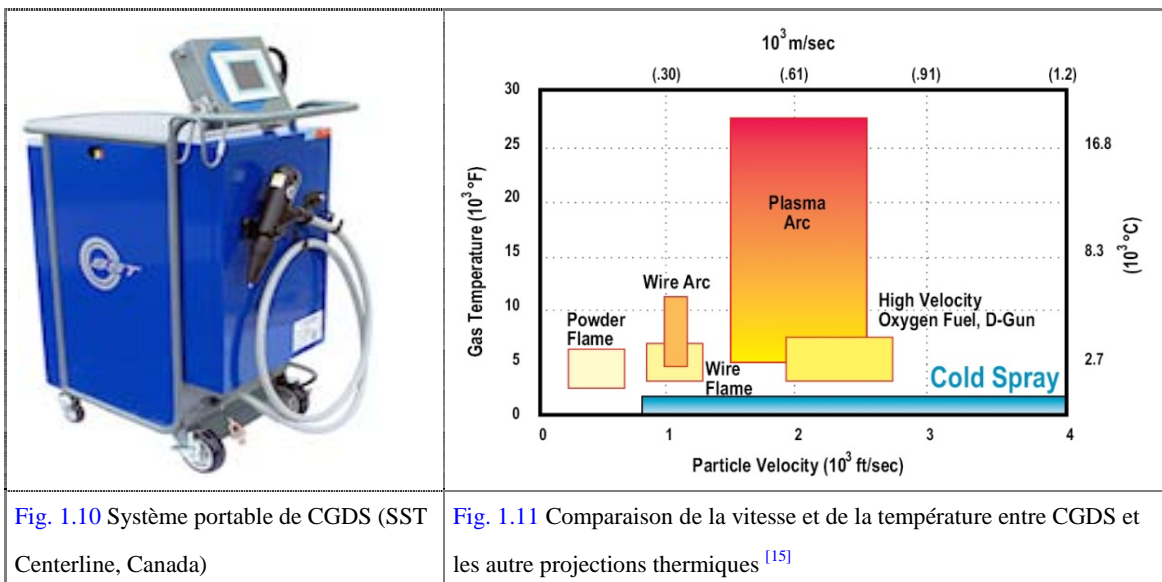 SST
10³ m/sec
(.30) (.61) (.91) (1.2)
30
25
20
15
10
5
0
Gas Temperature (10³ °F)
16.8
8.3
2.7
(10³ °C)
Plasma
Arc
Wire Arc
High Velocity
Oxygen Fuel, D-Gun
Powder
Flame
Wire
Flame
Cold Spray
0 1 2 3 4
Particle Velocity (10³ ft/sec)
Fig. 1.10 Système portable de CGDS (SST
Centerline, Canada)
Fig. 1.11 Comparaison de la vitesse et de la température entre CGDS et
les autre projections thermiques [15]